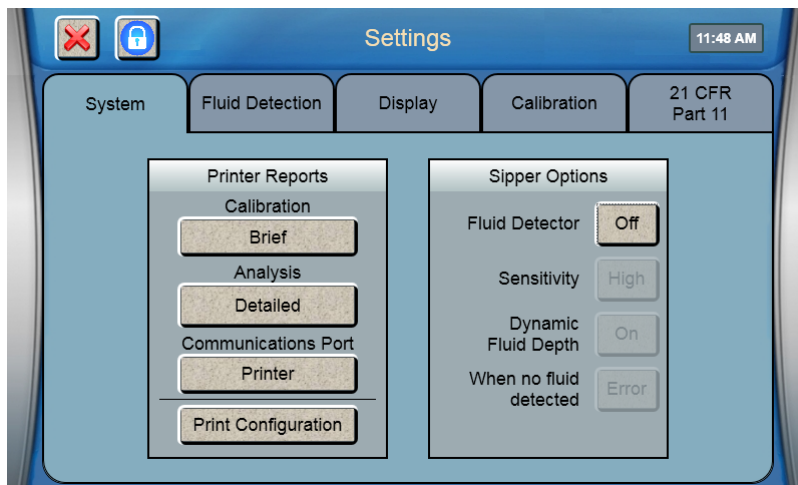 Settings
11:48 AM
System
Fluid Detection
Display
Calibration
21 CFR
Part 11
Printer Reports
Calibration
Brief
Analysis
Detailed
Communications Port
Printer
Print Configuration
Sipper Options
Fluid Detector
Off
Sensitivity
High
Dynamic
Fluid Depth
On
When no fluid
detected
Error